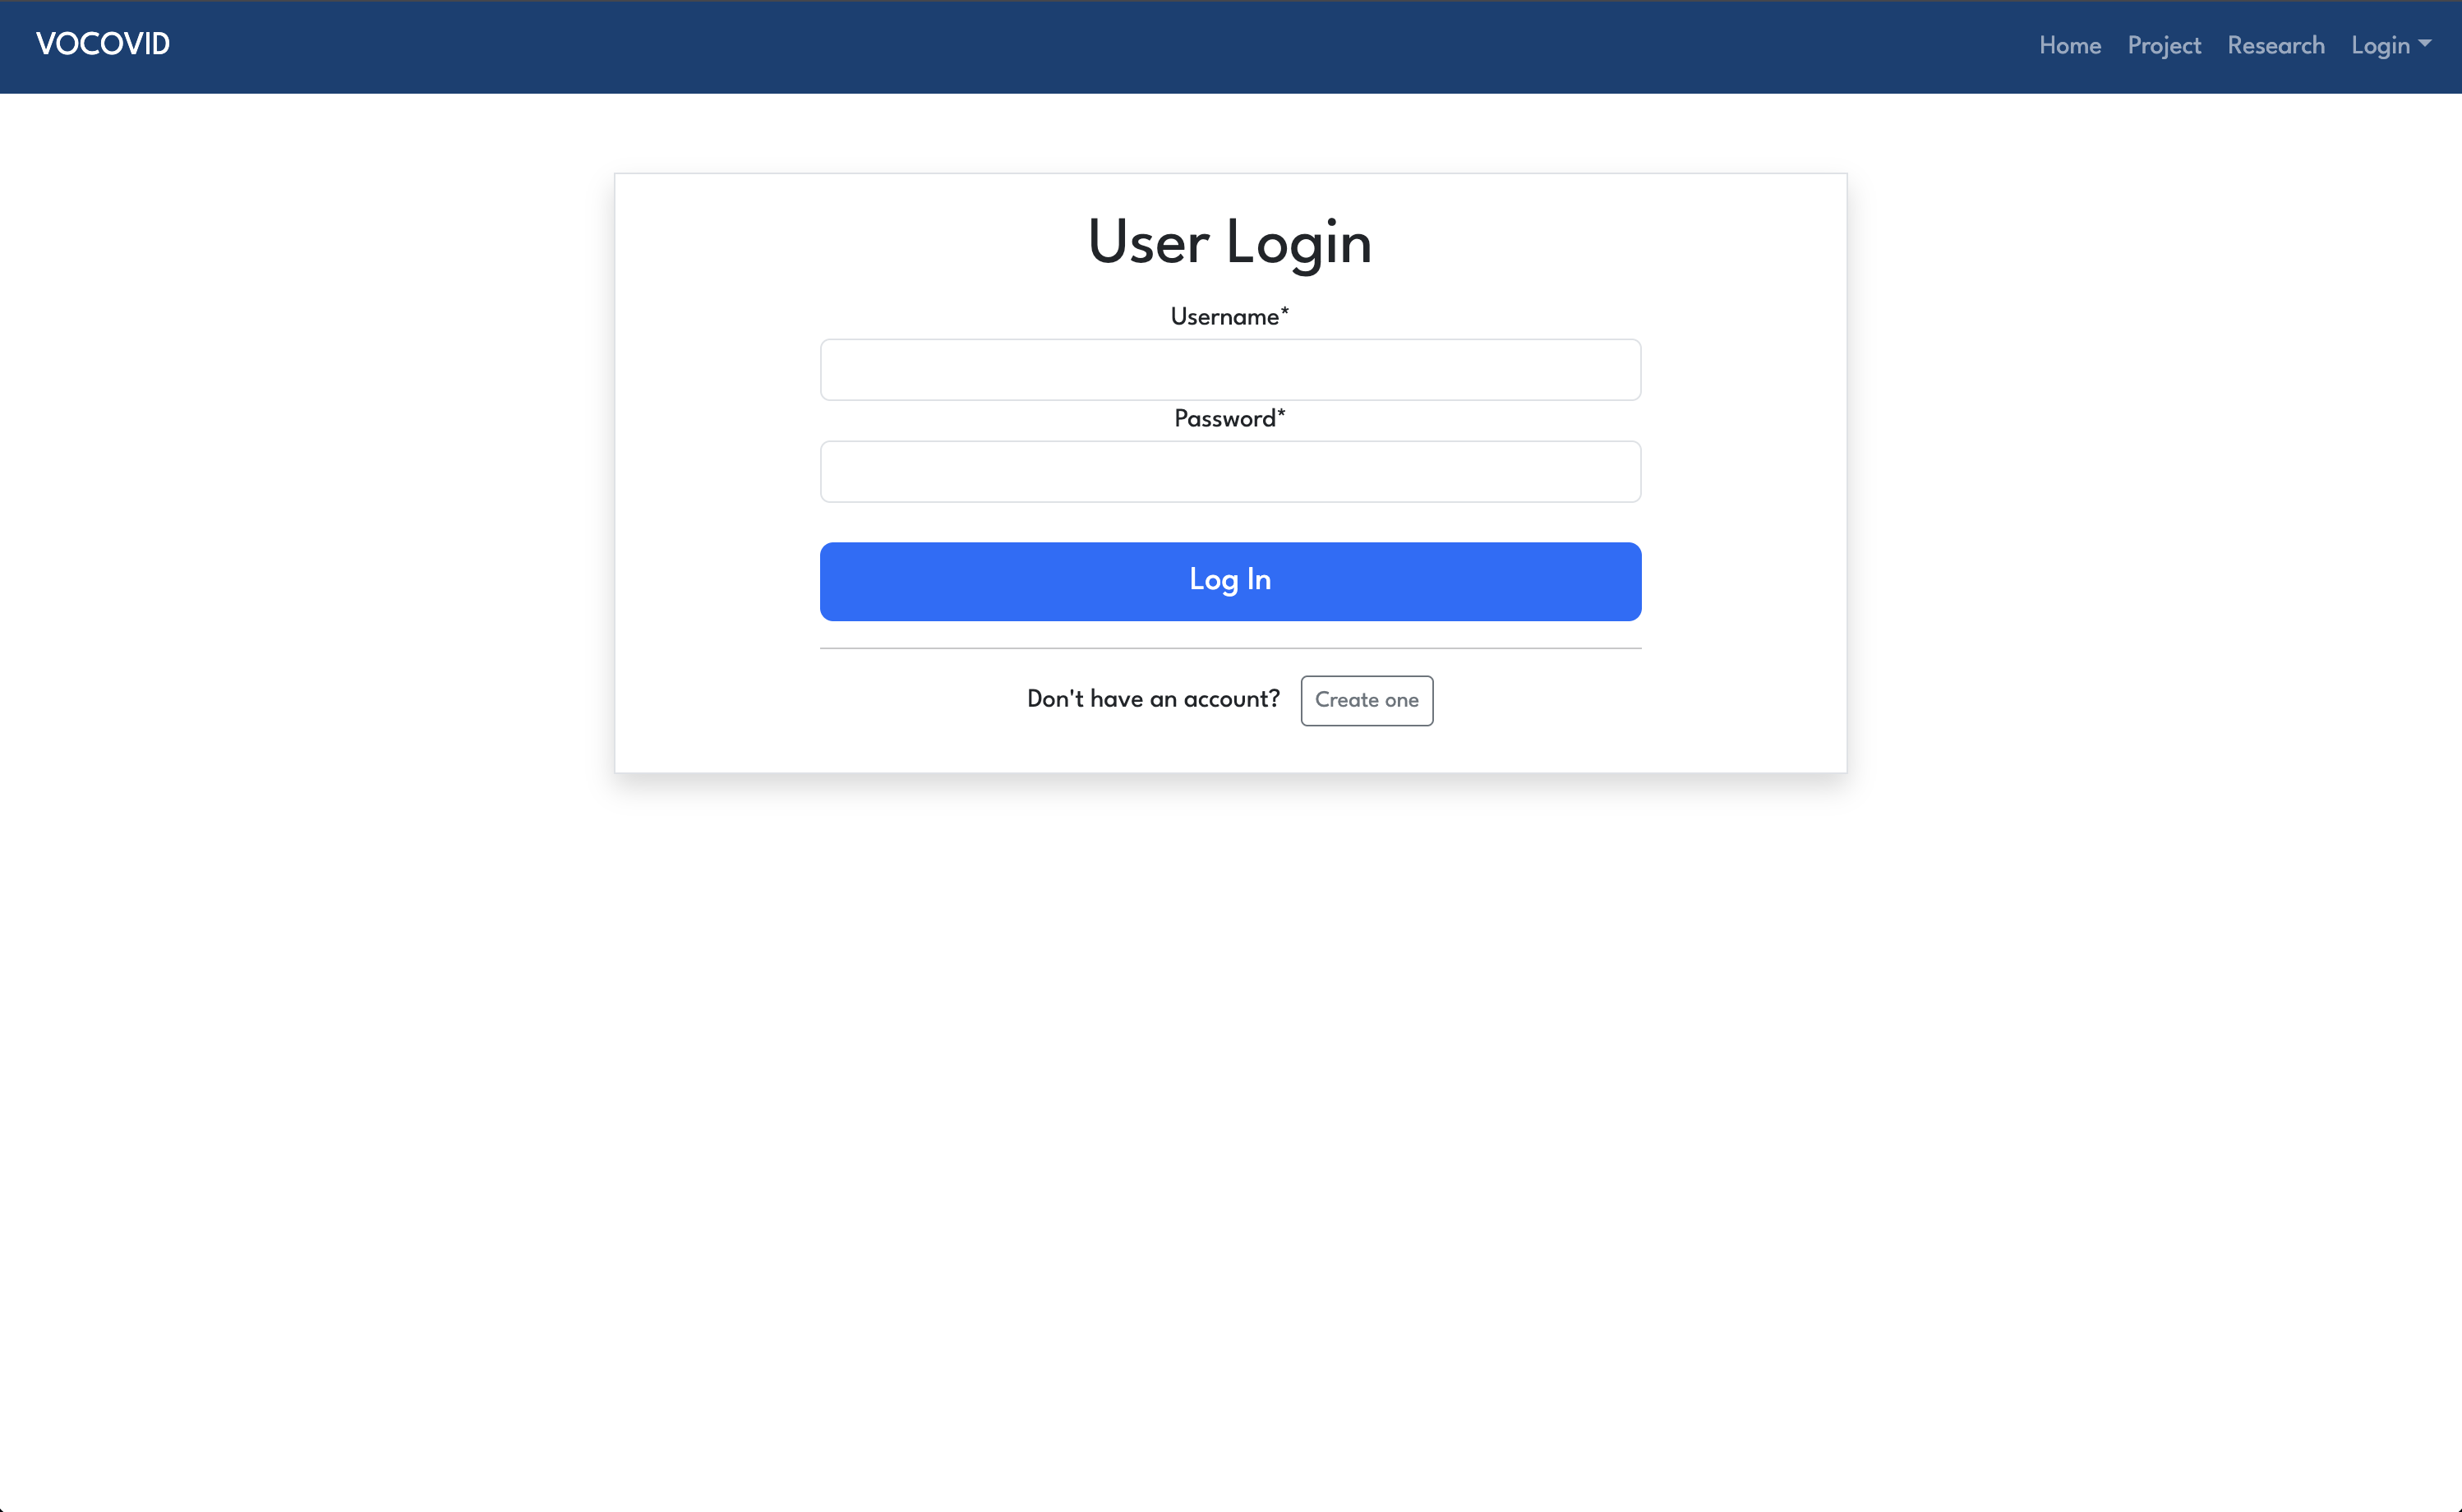 VOCOVID
Home Project Research Login
User Login
Username*
Password*
Log In
Don't have an account? Create one